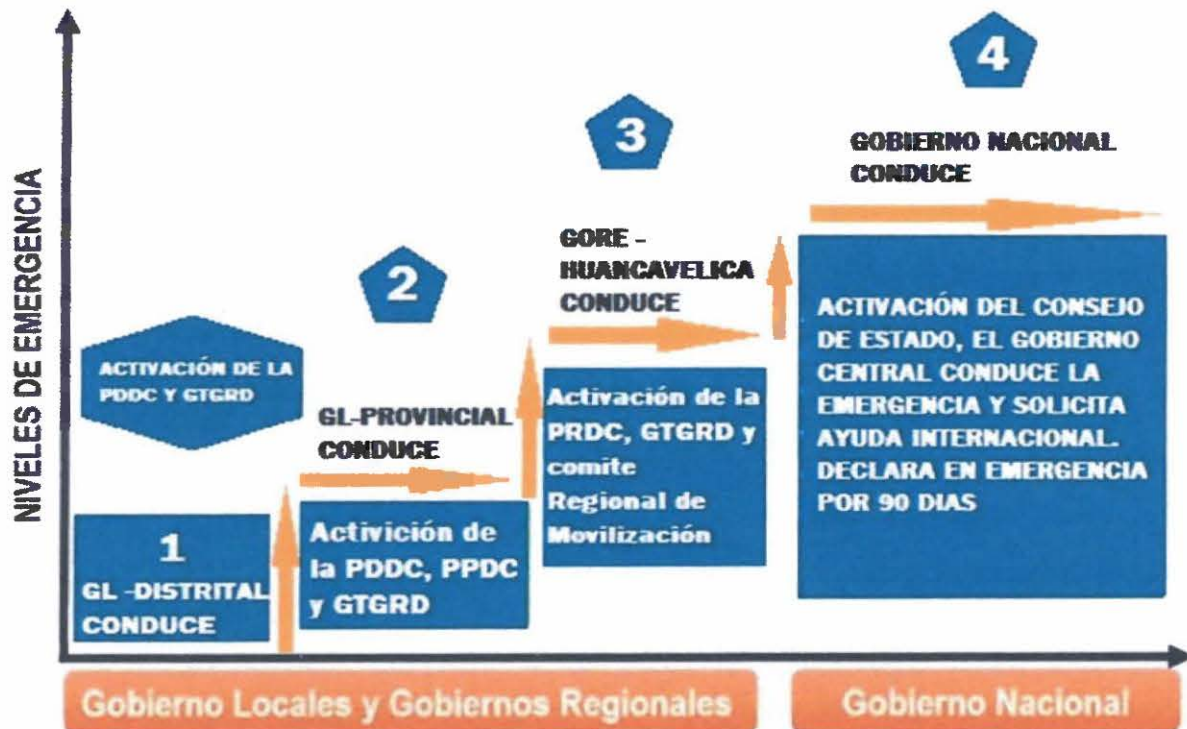 NIVELES DE EMERGENCIA
ACTIVACIÓN DE LA
PDDC Y GTGRD
1
GL -DISTRITAL
CONDUCE
2
GL-PROVINCIAL
CONDUCE
Activición de
la PDDC, PPDC
y GTGRD
3
GORE -
HUANCAVELICA
CONDUCE
Activación de la
PRDC, GTGRD y
comite
Regional de
Movilización
4
GOBIERNO NACIONAL
CONDUCE
ACTIVACIÓN DEL CONSEJO
DE ESTADO, EL GOBIERNO
CENTRAL CONDUCE LA
EMERGENCIA Y SOLICITA
AYUDA INTERNACIONAL.
DECLARA EN EMERGENCIA
POR 90 DIAS
Gobierno Locales y Gobiernos Regionales
Gobierno Nacional